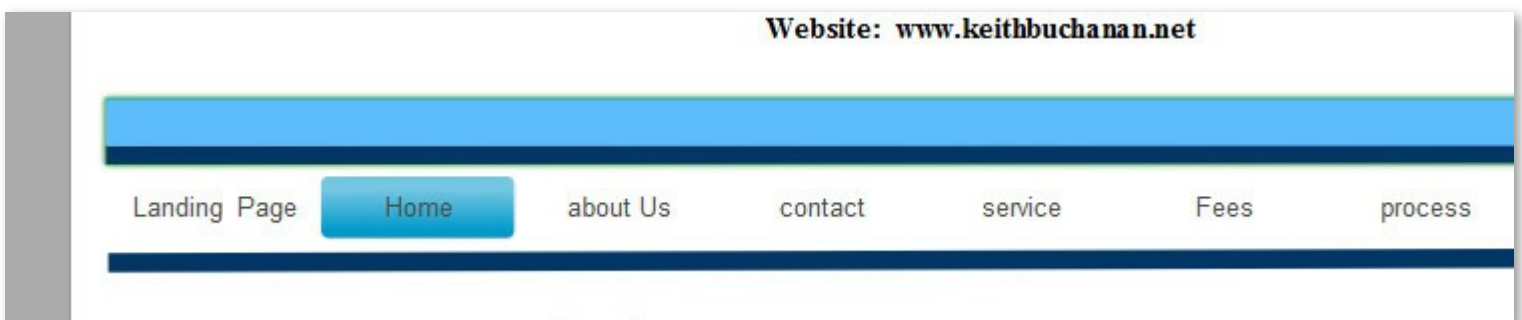 Website: www.keithbuchanan.net
Landing Page Home about Us contact service Fees process